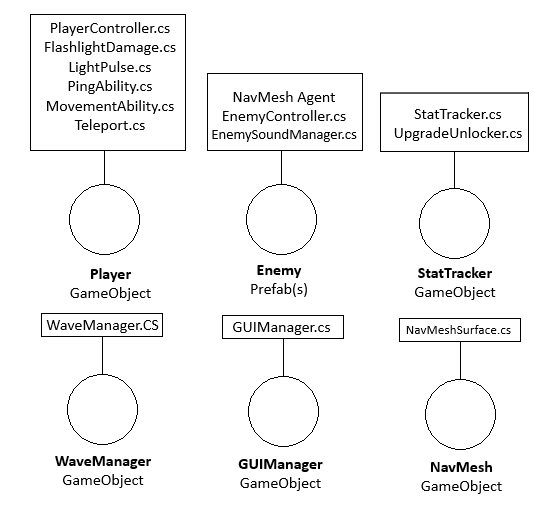 PlayerController.cs
FlashlightDamage.cs
LightPulse.cs
PingAbility.cs
MovementAbility.cs
Teleport.cs
Player
GameObject
NavMesh Agent
EnemyController.cs
EnemySoundManager.cs
Enemy
Prefab(s)
StatTracker.cs
UpgradeUnlocker.cs
StatTracker
GameObject
WaveManager.CS
WaveManager
GameObject
GUIManager.cs
GUIManager
GameObject
NavMeshSurface.cs
NavMesh
GameObject